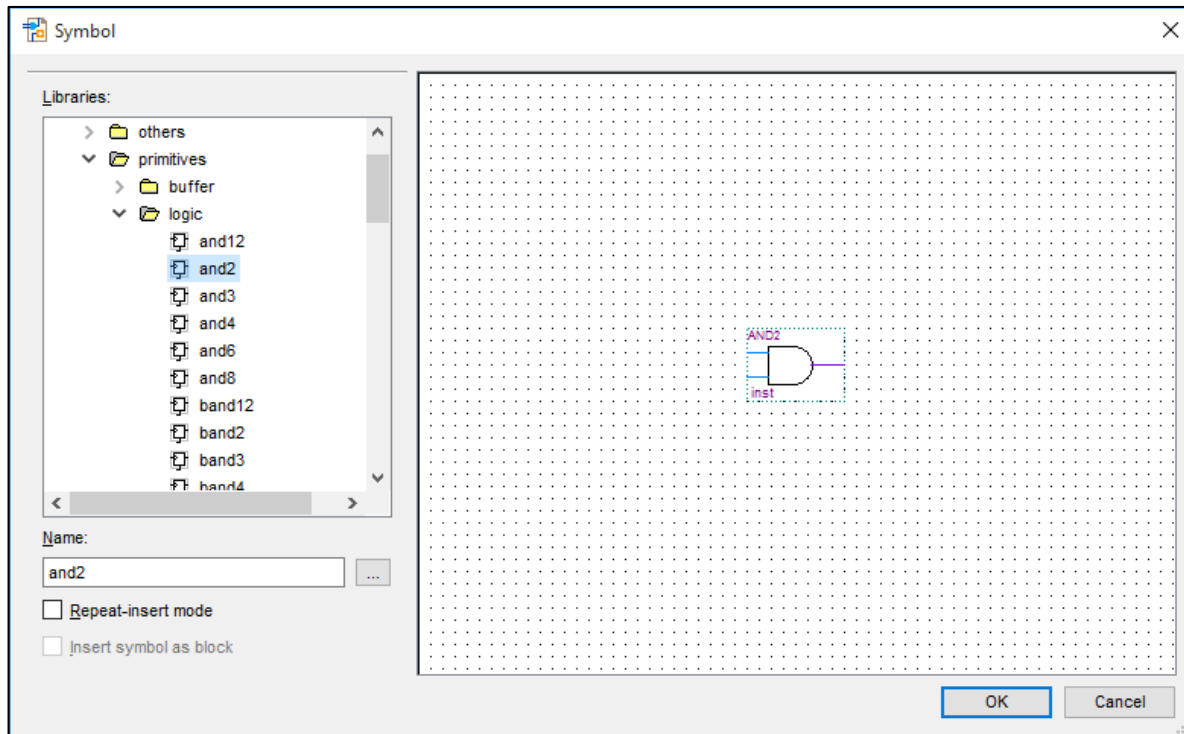 Symbol
Libraries:
others
primitives
buffer
logic
and12
and2
and3
and4
and6
and8
band12
band2
band3
band4
Name:
and2
...
Repeat-insert mode
Insert symbol as block
AND2
inst
OK
Cancel